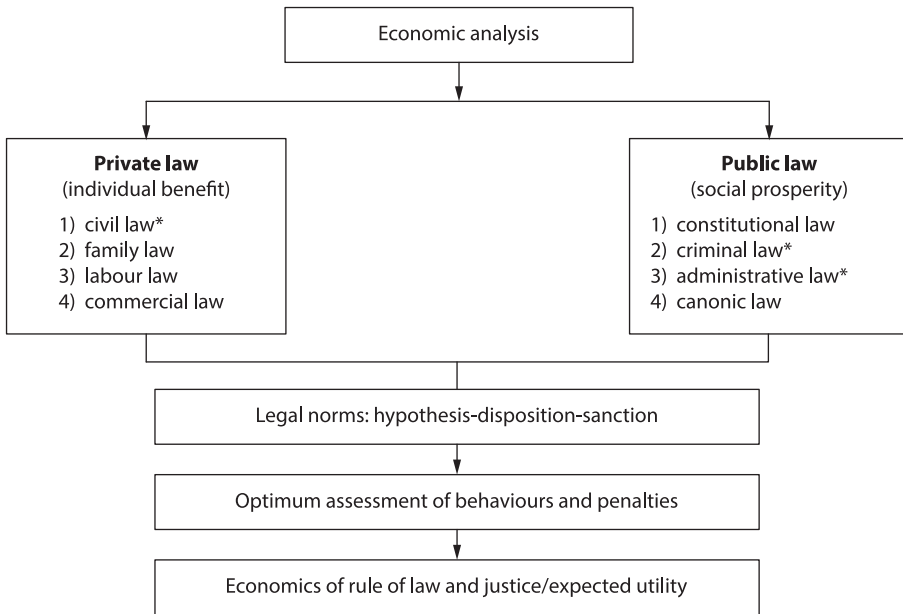 Economic analysis
Private law
(individual benefit)
1) civil law*
2) family law
3) labour law
4) commercial law
Public law
(social prosperity)
1) constitutional law
2) criminal law*
3) administrative law*
4) canonic law
Legal norms: hypothesis-disposition-sanction
Optimum assessment of behaviours and penalties
Economics of rule of law and justice/expected utility